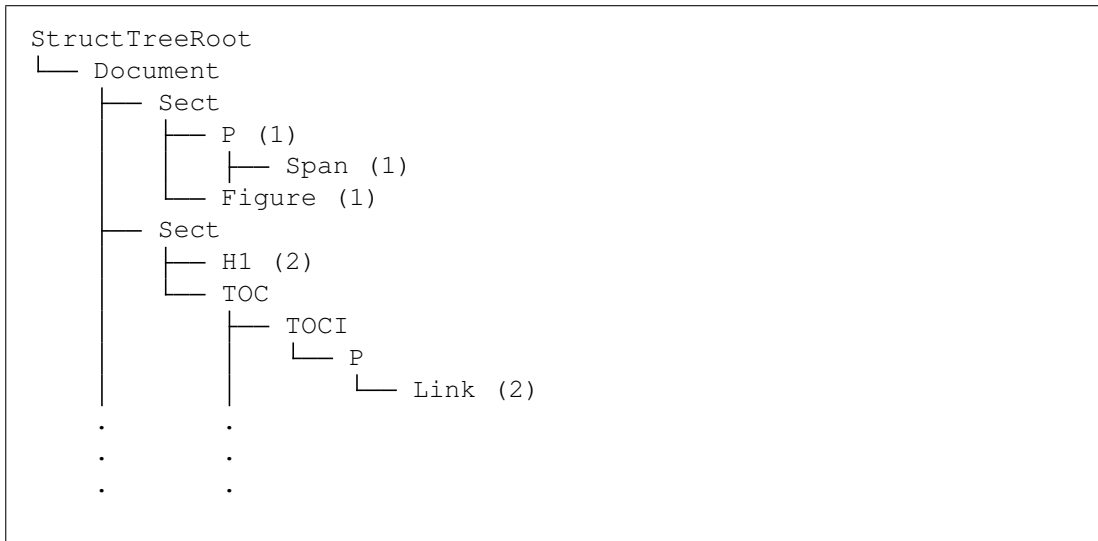 StructTreeRoot
└── Document
    ├── Sect
    │   ├── P (1)
    │   │   ├── Span (1)
    │   └── Figure (1)
    ├── Sect
    │   ├── H1 (2)
    │   └── TOC
    │       ├── TOCI
    │       │   └── P
    │       │       └── Link (2)
    .       .
    .       .
    .       .